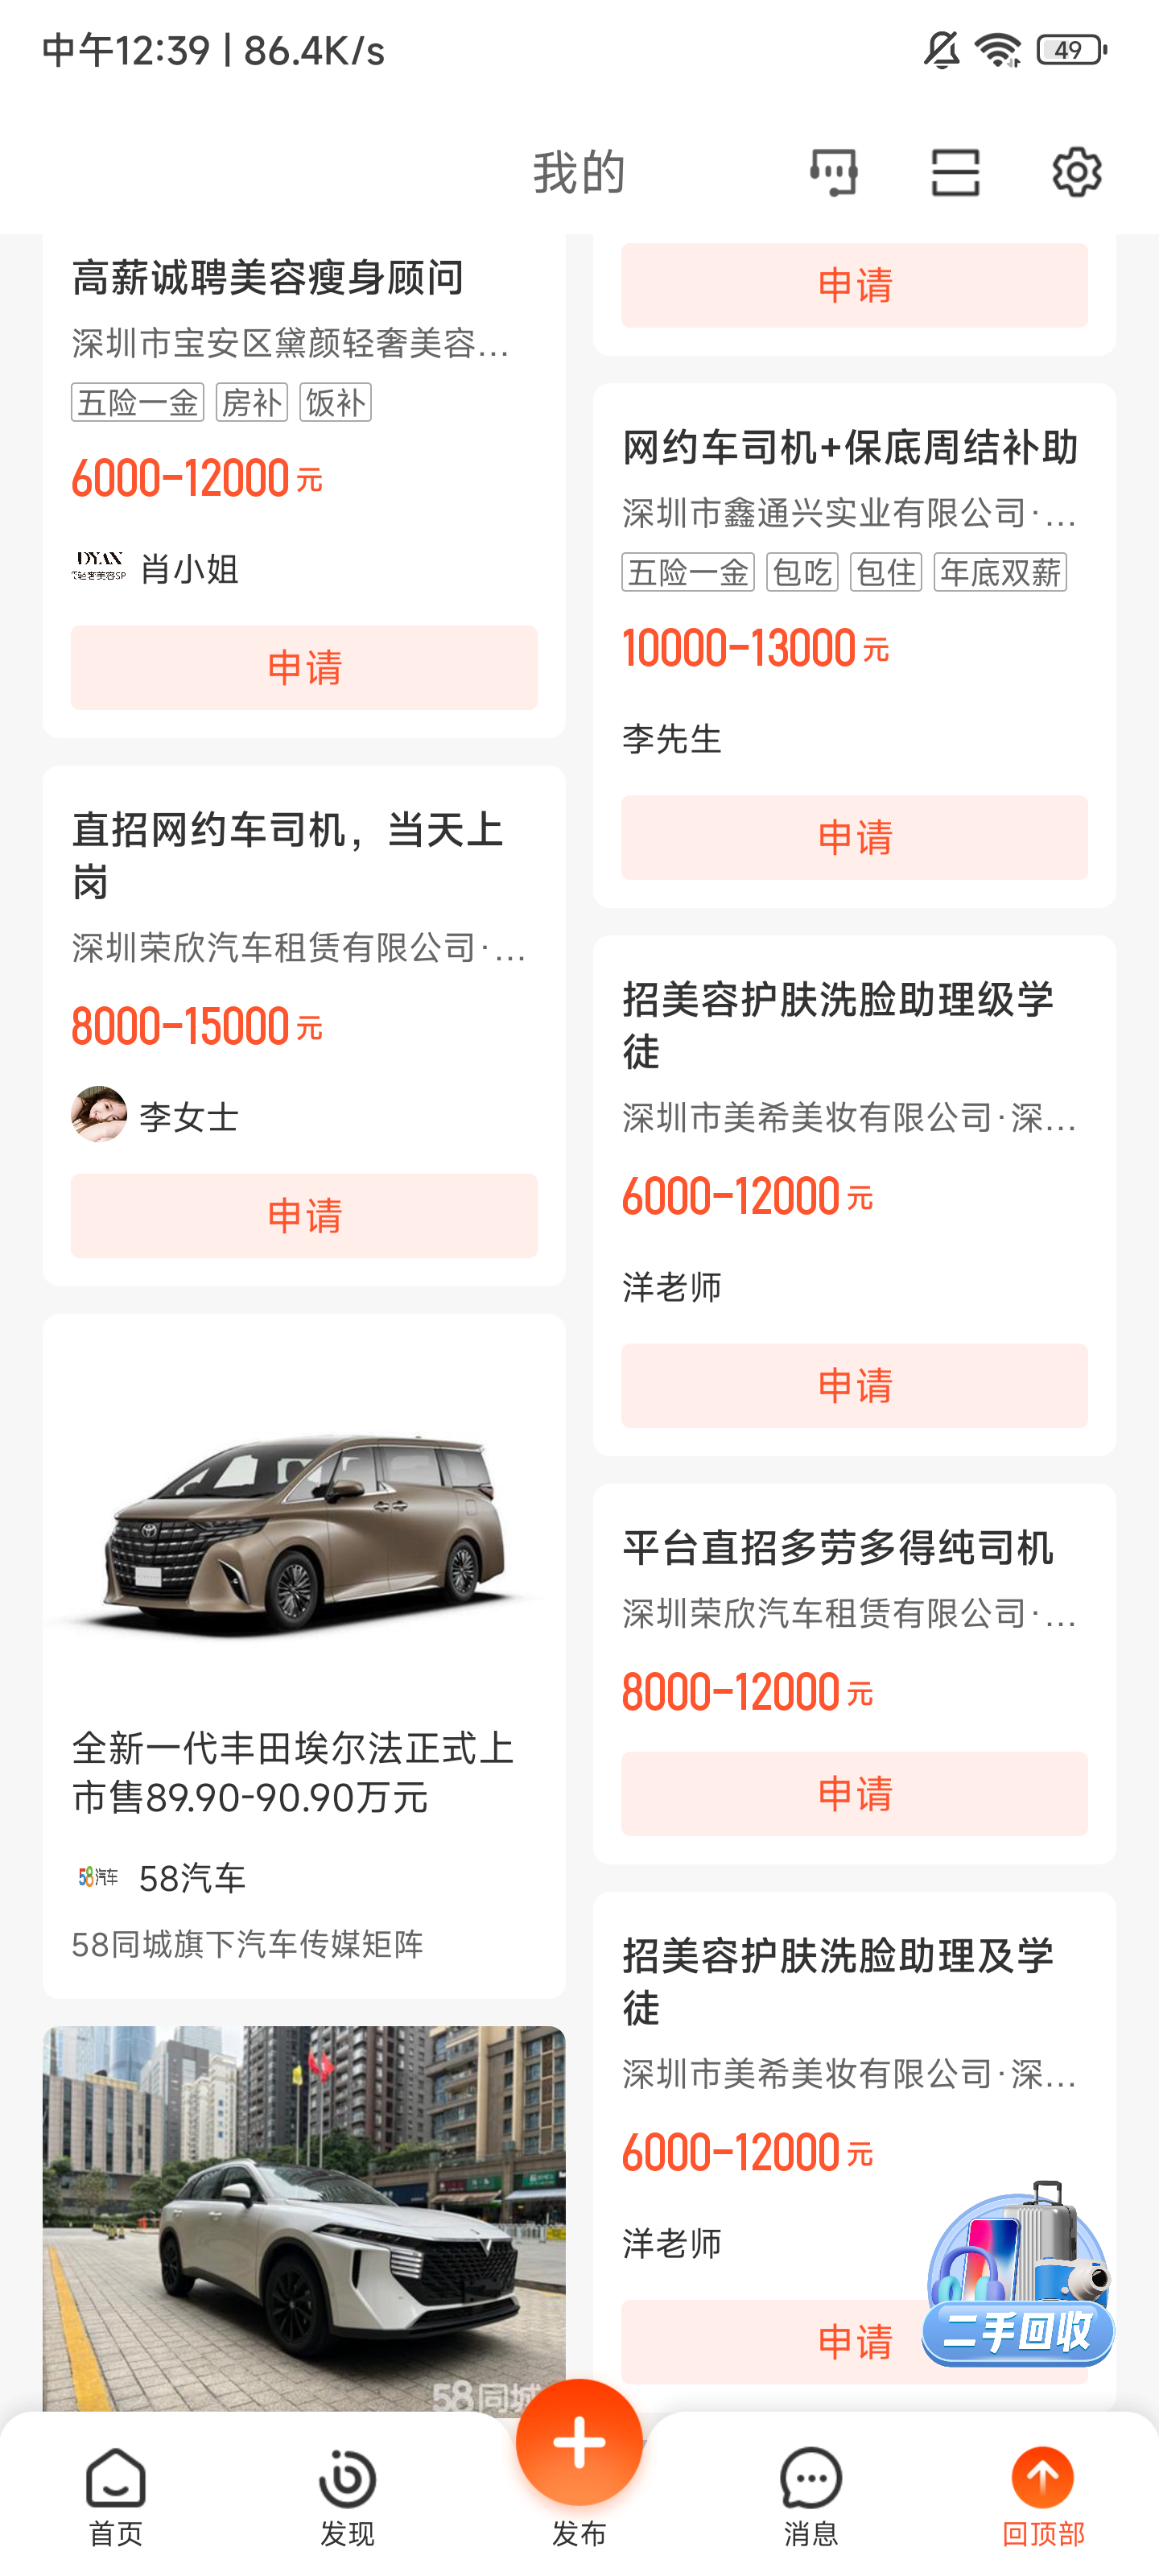 中午12:39 | 86.4K/s
49
我的
高薪诚聘美容瘦身顾问
深圳市宝安区黛颜轻奢美容...
五险一金 房补 饭补
6000-12000 元
肖小姐
申请
直招网约车司机，当天上
岗
深圳荣欣汽车租赁有限公司·...
8000-15000 元
李女士
申请
全新一代丰田埃尔法正式上
市售89.90-90.90万元
58汽车
58汽车
58同城旗下汽车传媒矩阵
58同城
申请
网约车司机+保底周结补助
深圳市鑫通兴实业有限公司·...
五险一金 包吃 包住 年底双薪
10000-13000 元
李先生
申请
招美容护肤洗脸助理级学
徒
深圳市美希美妆有限公司·深...
6000-12000 元
洋老师
申请
平台直招多劳多得纯司机
深圳荣欣汽车租赁有限公司·...
8000-12000 元
申请
招美容护肤洗脸助理及学
徒
深圳市美希美妆有限公司·深...
6000-12000 元
洋老师
申请
二手回收
首页
发现
发布
消息
回顶部